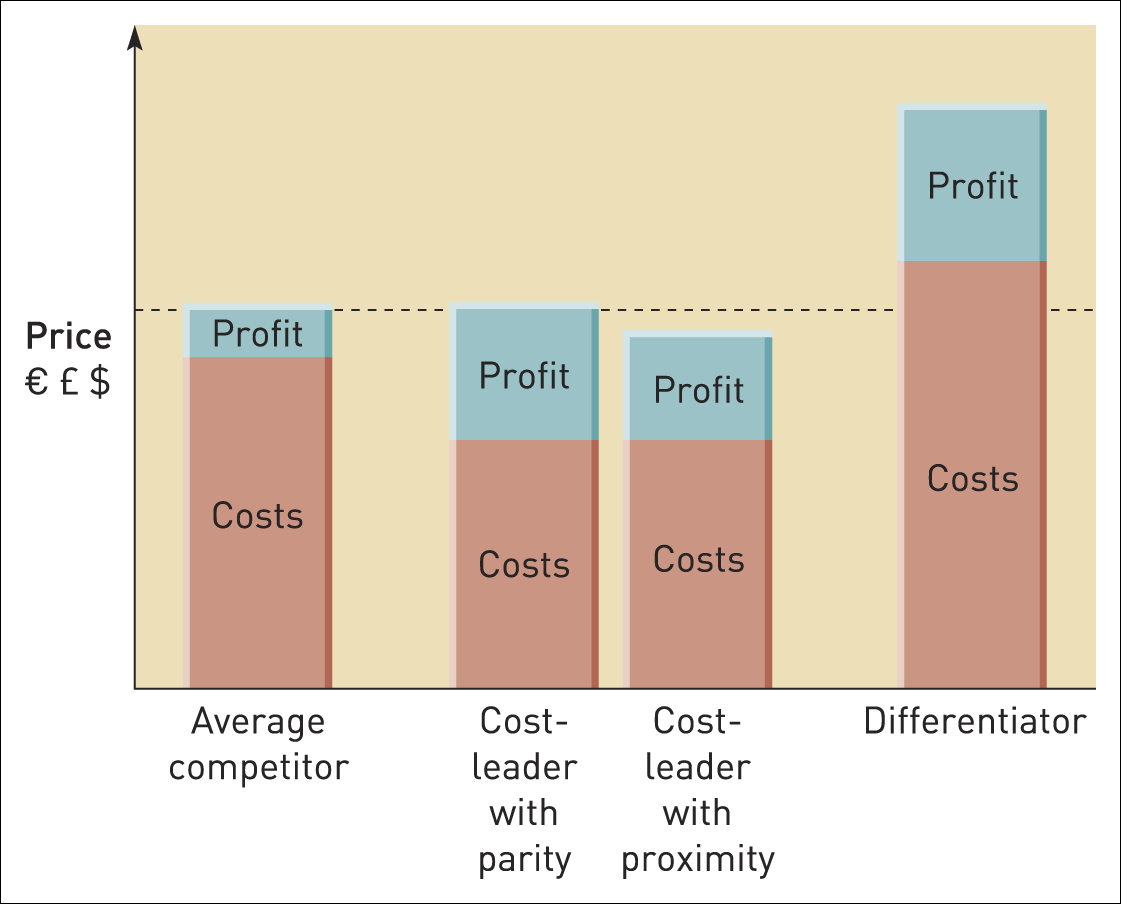 Profit
Profit
Profit
Profit
Price
€ £ $
Costs
Costs
Costs
Costs
Average
competitor
Cost-
leader
with
parity
Cost-
leader
with
proximity
Differentiator